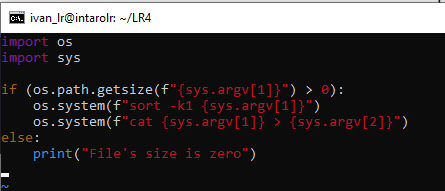 ivan_lr@intarolr: ~/LR4
import os
import sys
if (os.path.getsize(f"{sys.argv[1]}") > 0):
    os.system(f"sort -k1 {sys.argv[1]}")
    os.system(f"cat {sys.argv[1]} > {sys.argv[2]}")
else:
    print("File's size is zero")
~